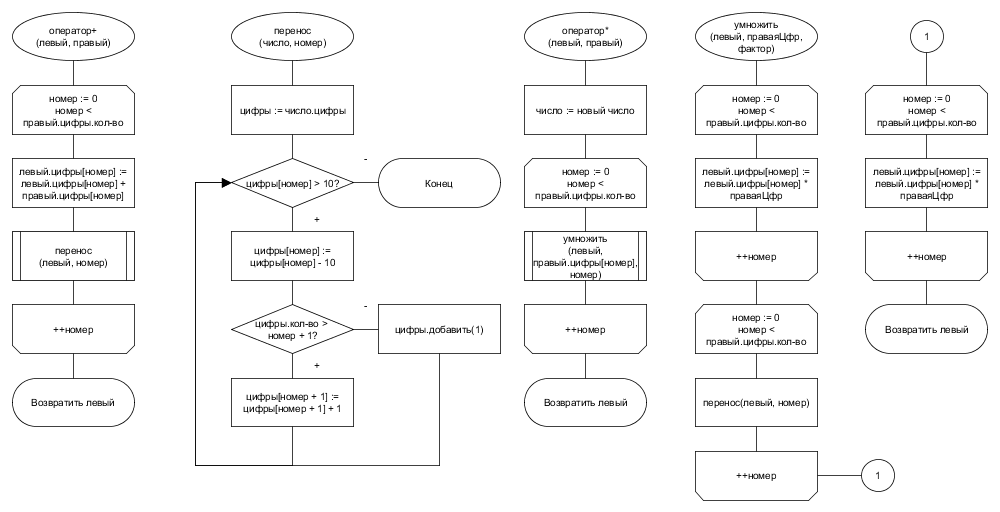 оператор+
(левый, правый)
номер := 0
номер <
правый.цифры.кол-во
левый.цифры[номер] :=
левый.цифры[номер] +
правый.цифры[номер]
перенос
(левый, номер)
++номер
Возвратить левый
перенос
(число, номер)
цифры := число.цифры
цифры[номер] > 10?
-
Конец
+
цифры[номер] :=
цифры[номер] - 10
цифры.кол-во >
номер + 1?
-
цифры.добавить(1)
+
цифры[номер + 1] :=
цифры[номер + 1] + 1
оператор*
(левый, правый)
число := новый число
номер := 0
номер <
правый.цифры.кол-во
умножить
(левый,
правый.цифры[номер],
номер)
++номер
Возвратить левый
умножить
(левый, праваяЦфр,
фактор)
номер := 0
номер <
правый.цифры.кол-во
левый.цифры[номер] :=
левый.цифры[номер] *
праваяЦфр
++номер
номер := 0
номер <
правый.цифры.кол-во
перенос(левый, номер)
++номер
1
1
номер := 0
номер <
правый.цифры.кол-во
левый.цифры[номер] :=
левый.цифры[номер] *
праваяЦфр
++номер
Возвратить левый